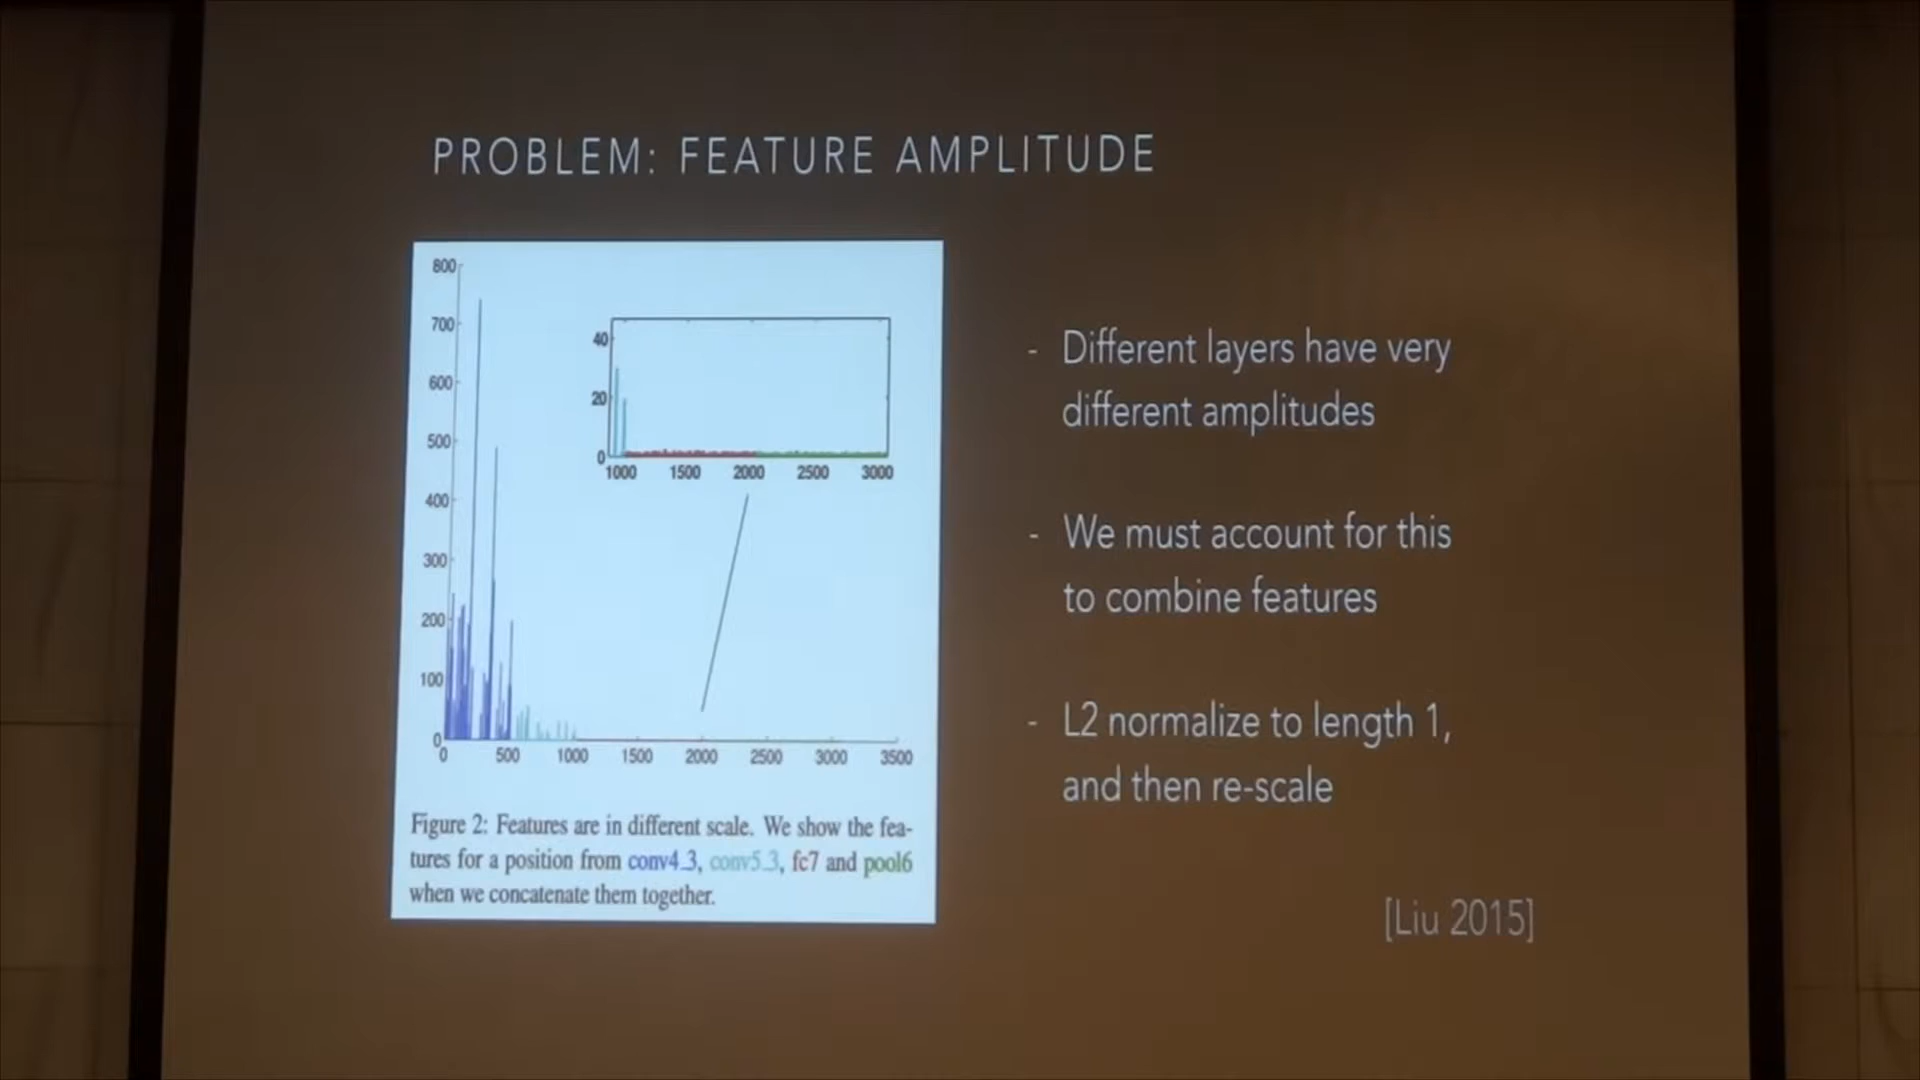 PROBLEM: FEATURE AMPLITUDE
800
700
600
500
400
300
200
100
0
0 500 1000 1500 2000 2500 3000 3500
40
20
0
1000 1500 2000 2500 3000
Figure 2: Features are in different scale. We show the fea-
tures for a position from conv4_3, conv5_3, fc7 and pool6
when we concatenate them together.
- Different layers have very
different amplitudes
- We must account for this
to combine features
- L2 normalize to length 1,
and then re-scale
[Liu 2015]